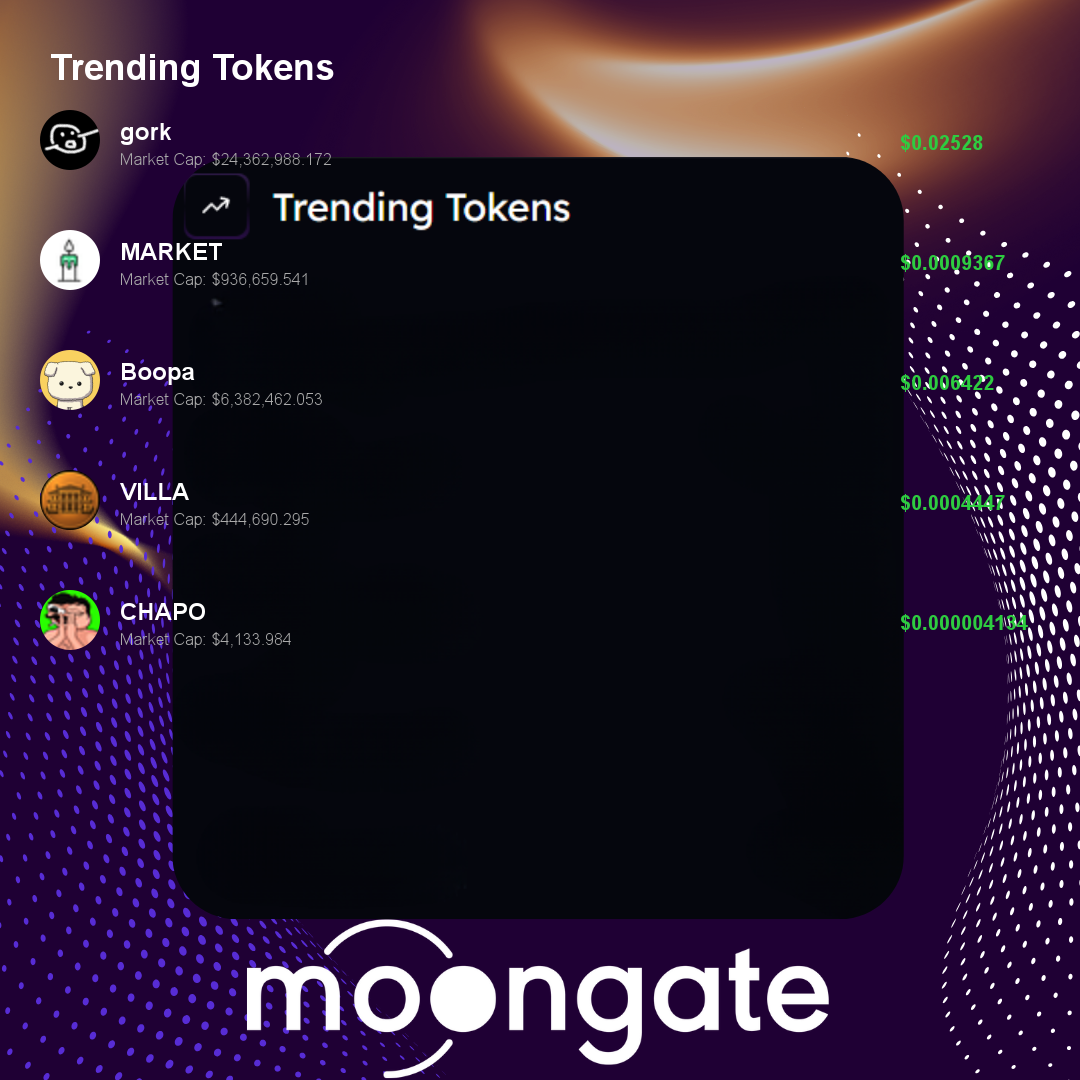 Trending Tokens
gork
Market Cap: $24,362,988.172
$0.02528
Trending Tokens
MARKET
Market Cap: $936,659.541
$0.0009367
Boopa
Market Cap: $6,382,462.053
$0.006422
VILLA
Market Cap: $444,690.295
$0.0004447
CHAPO
Market Cap: $4,133.984
$0.000004134
moongate